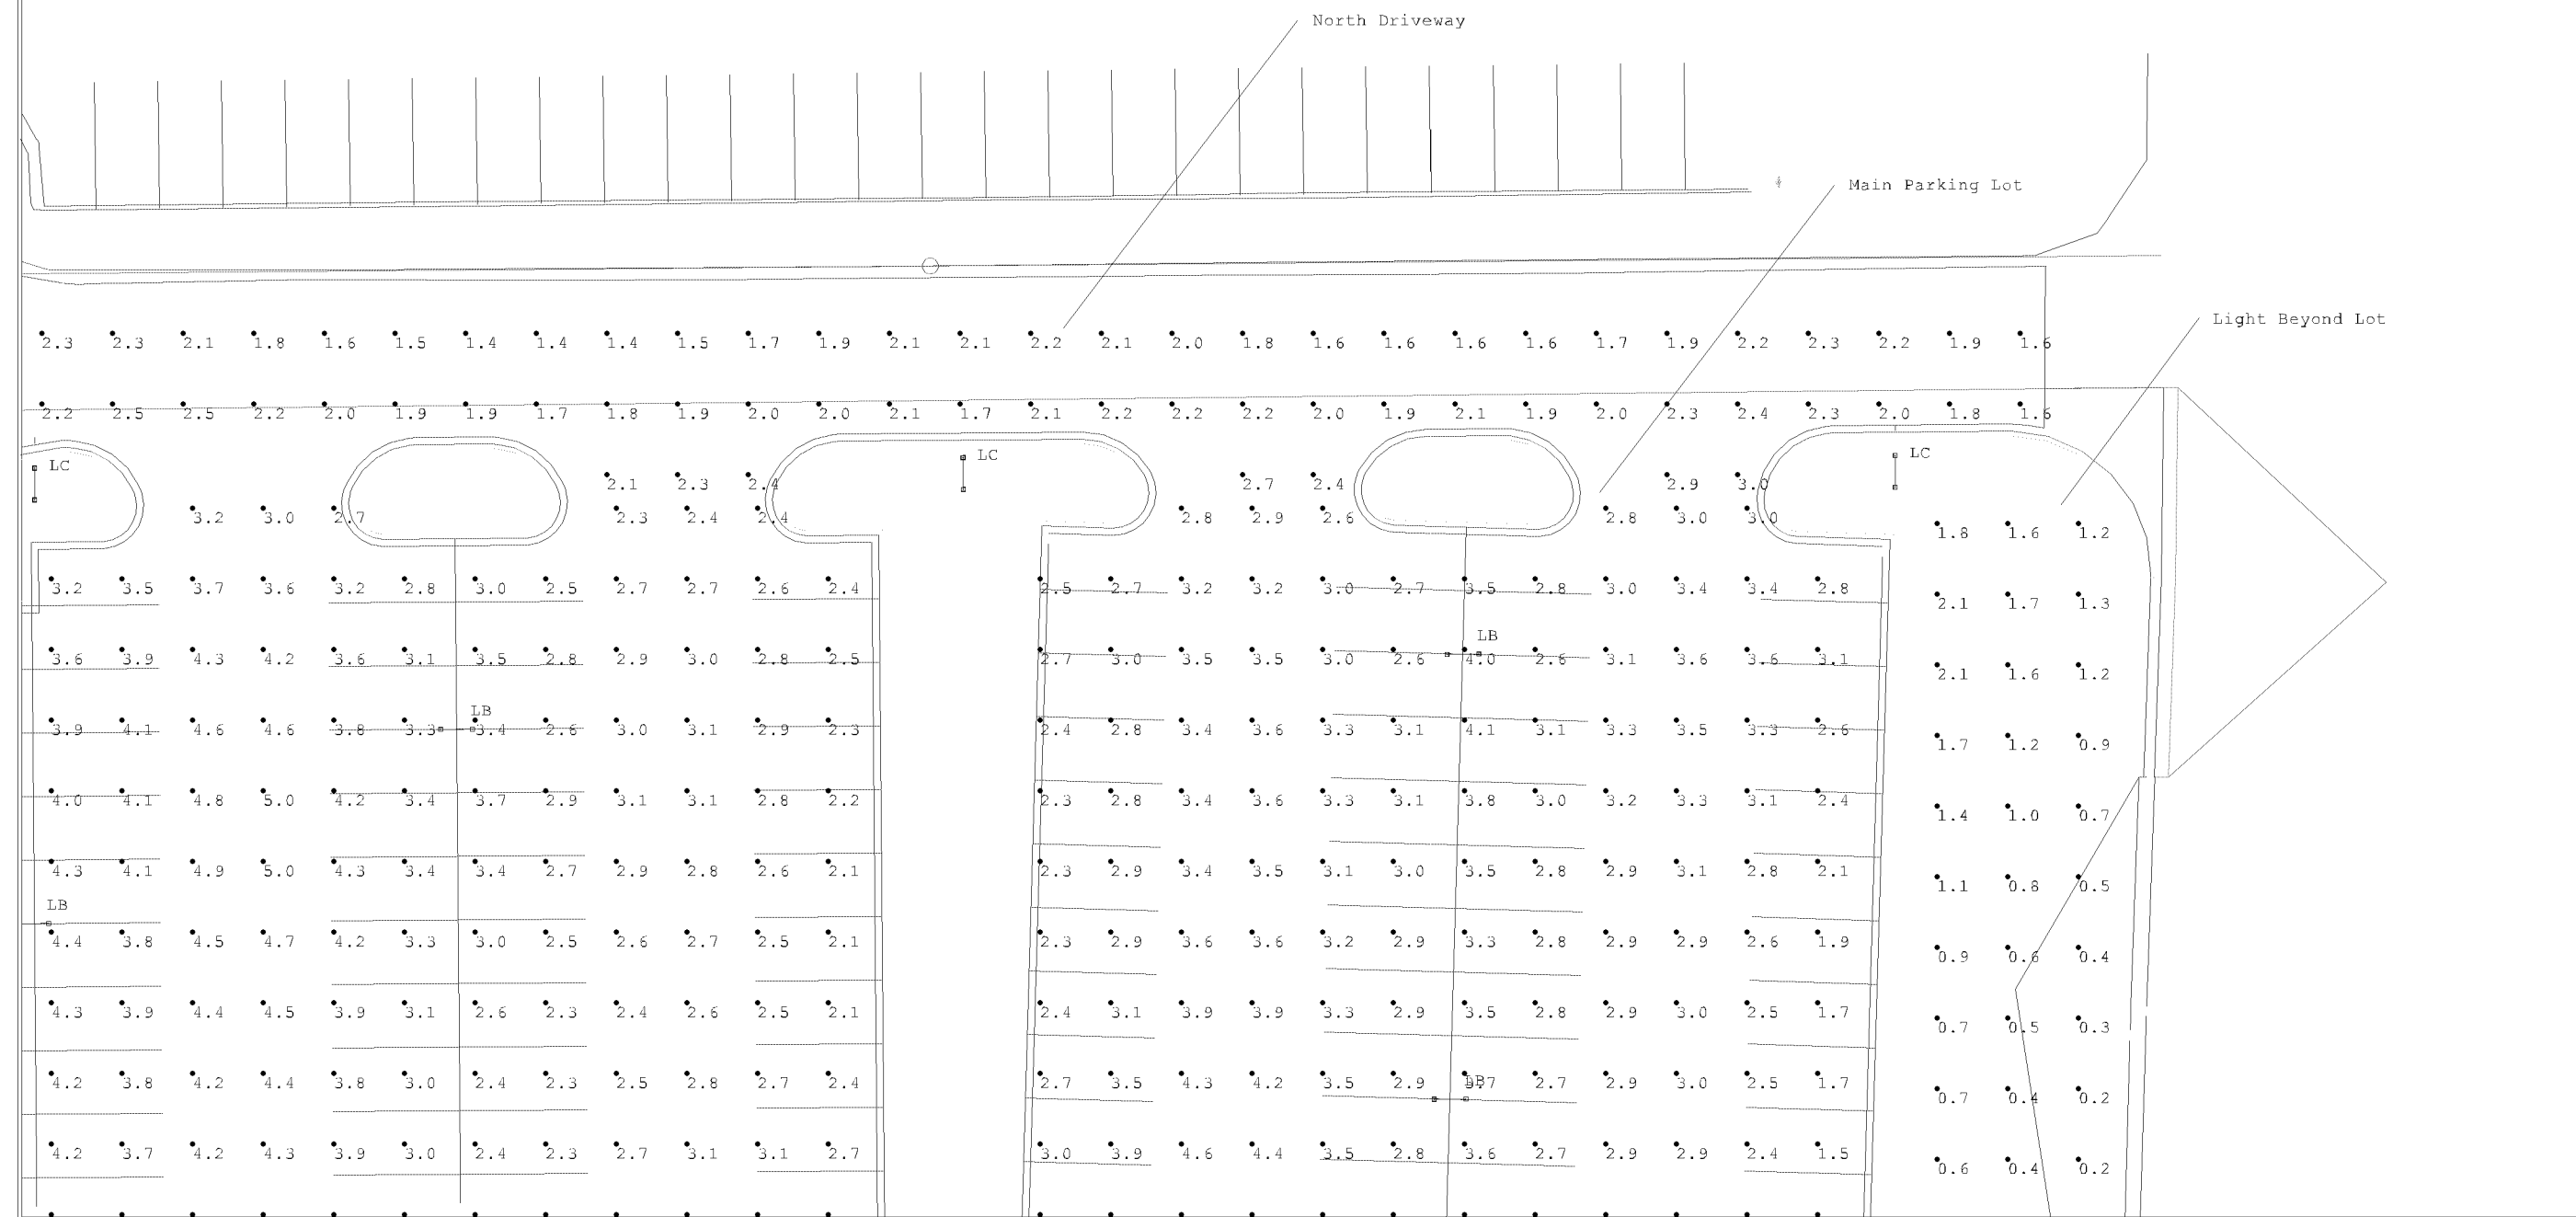 North Driveway
Main Parking Lot
Light Beyond Lot
2.3 2.3 2.1 1.8 1.6 1.5 1.4 1.4 1.4 1.5 1.7 1.9 2.1 2.1 2.2 2.1 2.0 1.8 1.6 1.6 1.6 1.6 1.7 1.9 2.2 2.3 2.2 1.9 1.6
2.2 2.5 2.5 2.2 2.0 1.9 1.9 1.7 1.8 1.9 2.0 2.0 2.1 1.7 2.1 2.2 2.2 2.2 2.0 1.9 2.1 1.9 2.0 2.3 2.4 2.3 2.0 1.8 1.6
LC LC LC
2.1 2.3 2.4 2.7 2.4 2.9 3.0
3.2 3.0 2.7 2.3 2.4 2.4 2.8 2.9 2.6 2.8 3.0 3.0
1.8 1.6 1.2
3.2 3.5 3.7 3.6 3.2 2.8 3.0 2.5 2.7 2.7 2.6 2.4 2.5 2.7 3.2 3.2 3.0 2.7 3.5 2.8 3.0 3.4 3.4 2.8
2.1 1.7 1.3
LB
3.6 3.9 4.3 4.2 3.6 3.1 3.5 2.8 2.9 3.0 2.8 2.5 2.7 3.0 3.5 3.5 3.0 2.6 4.0 2.6 3.1 3.6 3.6 3.1
2.1 1.6 1.2
LB
3.9 4.1 4.6 4.6 3.8 3.3 3.4 2.6 3.0 3.1 2.9 2.3 2.4 2.8 3.4 3.6 3.3 3.1 4.1 3.1 3.3 3.5 3.3 2.6
1.7 1.2 0.9
4.0 4.1 4.8 5.0 4.2 3.4 3.7 2.9 3.1 3.1 2.8 2.2 2.3 2.8 3.4 3.6 3.3 3.1 3.8 3.0 3.2 3.3 3.1 2.4
1.4 1.0 0.7
4.3 4.1 4.9 5.0 4.3 3.4 3.4 2.7 2.9 2.8 2.6 2.1 2.3 2.9 3.4 3.5 3.1 3.0 3.5 2.8 2.9 3.1 2.8 2.1
1.1 0.8 0.5
LB
4.4 3.8 4.5 4.7 4.2 3.3 3.0 2.5 2.6 2.7 2.5 2.1 2.3 2.9 3.6 3.6 3.2 2.9 3.3 2.8 2.9 2.9 2.6 1.9
0.9 0.6 0.4
4.3 3.9 4.4 4.5 3.9 3.1 2.6 2.3 2.4 2.6 2.5 2.1 2.4 3.1 3.9 3.9 3.3 2.9 3.5 2.8 2.9 3.0 2.5 1.7
0.7 0.5 0.3
LB
4.2 3.8 4.2 4.4 3.8 3.0 2.4 2.3 2.5 2.8 2.7 2.4 2.7 3.5 4.3 4.2 3.5 2.9 3.7 2.7 2.9 3.0 2.5 1.7
0.7 0.4 0.2
4.2 3.7 4.2 4.3 3.9 3.0 2.4 2.3 2.7 3.1 3.1 2.7 3.0 3.9 4.6 4.4 3.5 2.8 3.6 2.7 2.9 2.9 2.4 1.5
0.6 0.4 0.2